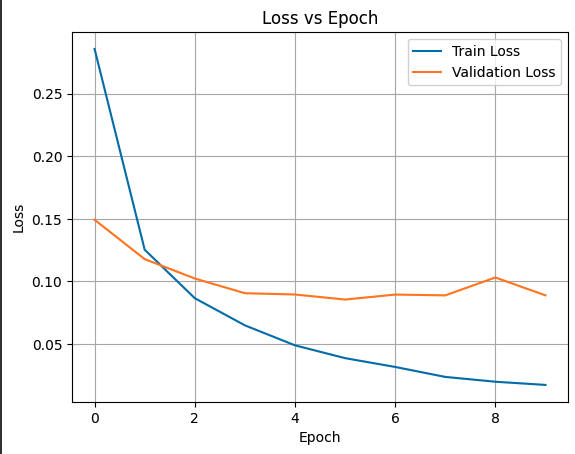 Loss vs Epoch
Train Loss
Validation Loss
0.25
0.20
0.15
0.10
0.05
Loss
0 2 4 6 8
Epoch